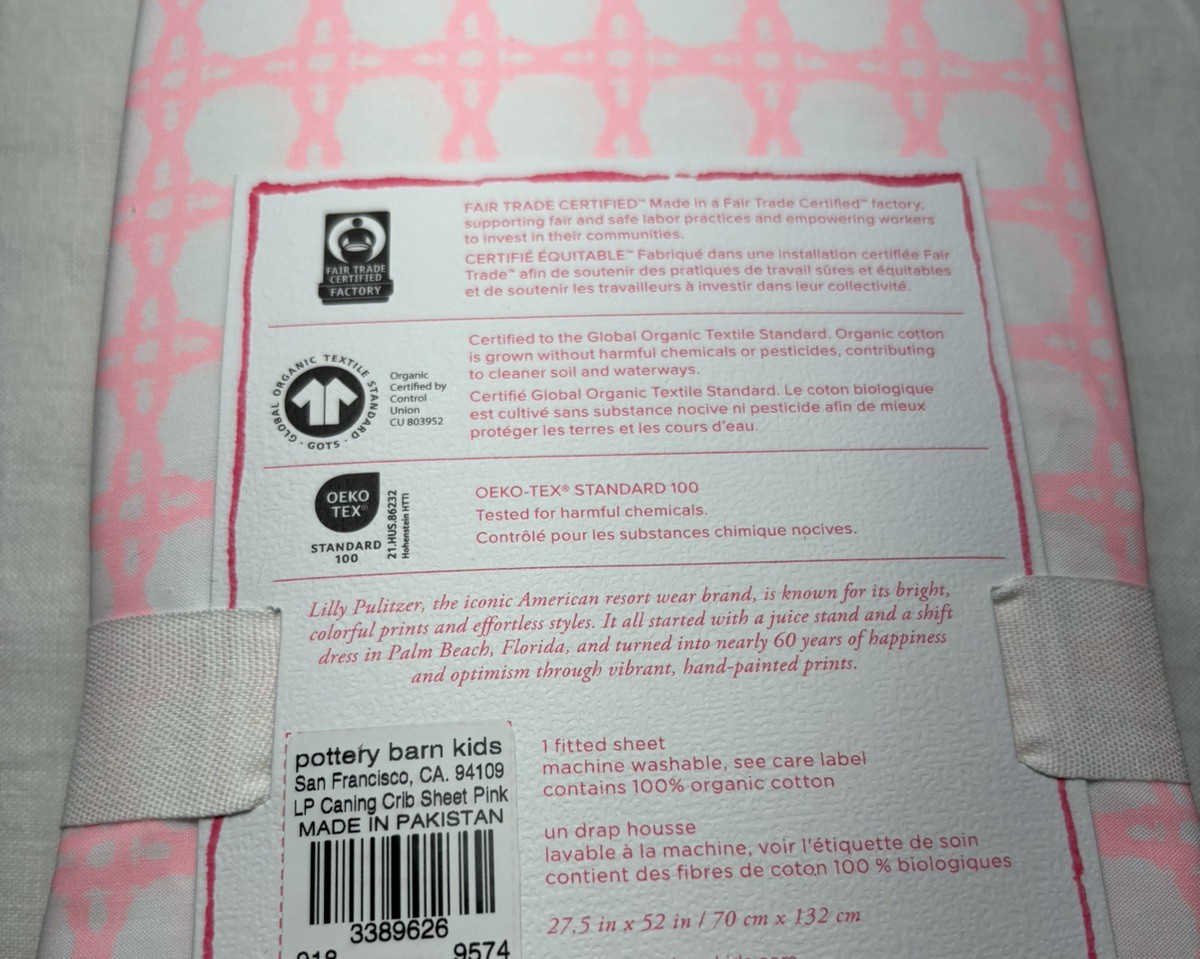 FAIR TRADE CERTIFIED™ Made in a Fair Trade Certified™ factory,
supporting fair and safe labor practices and empowering workers
to invest in their communities.
CERTIFIÉ ÉQUITABLE™ Fabriqué dans une installation certifiée Fair
Trade™ afin de soutenir des pratiques de travail sûres et équitables
et de soutenir les travailleurs à investir dans leur collectivité.
FAIR TRADE
CERTIFIED
FACTORY
Certified to the Global Organic Textile Standard. Organic cotton
is grown without harmful chemicals or pesticides, contributing
to cleaner soil and waterways.
Certifié Global Organic Textile Standard. Le coton biologique
est cultivé sans substance nocive ni pesticide afin de mieux
protéger les terres et les cours d'eau.
GLOBAL ORGANIC TEXTILE STANDARD · GOTS ·
Organic
Certified by
Control
Union
CU 803952
OEKO
TEX®
STANDARD
100
21.HUS.86232
Hohenstein HTTI
OEKO-TEX® STANDARD 100
Tested for harmful chemicals.
Contrôlé pour les substances chimique nocives.
Lilly Pulitzer, the iconic American resort wear brand, is known for its bright,
colorful prints and effortless styles. It all started with a juice stand and a shift
dress in Palm Beach, Florida, and turned into nearly 60 years of happiness
and optimism through vibrant, hand-painted prints.
pottery barn kids
San Francisco, CA. 94109
LP Caning Crib Sheet Pink
MADE IN PAKISTAN
3389626
9574
1 fitted sheet
machine washable, see care label
contains 100% organic cotton
un drap housse
lavable à la machine, voir l'étiquette de soin
contient des fibres de coton 100 % biologiques
27.5 in x 52 in / 70 cm x 132 cm